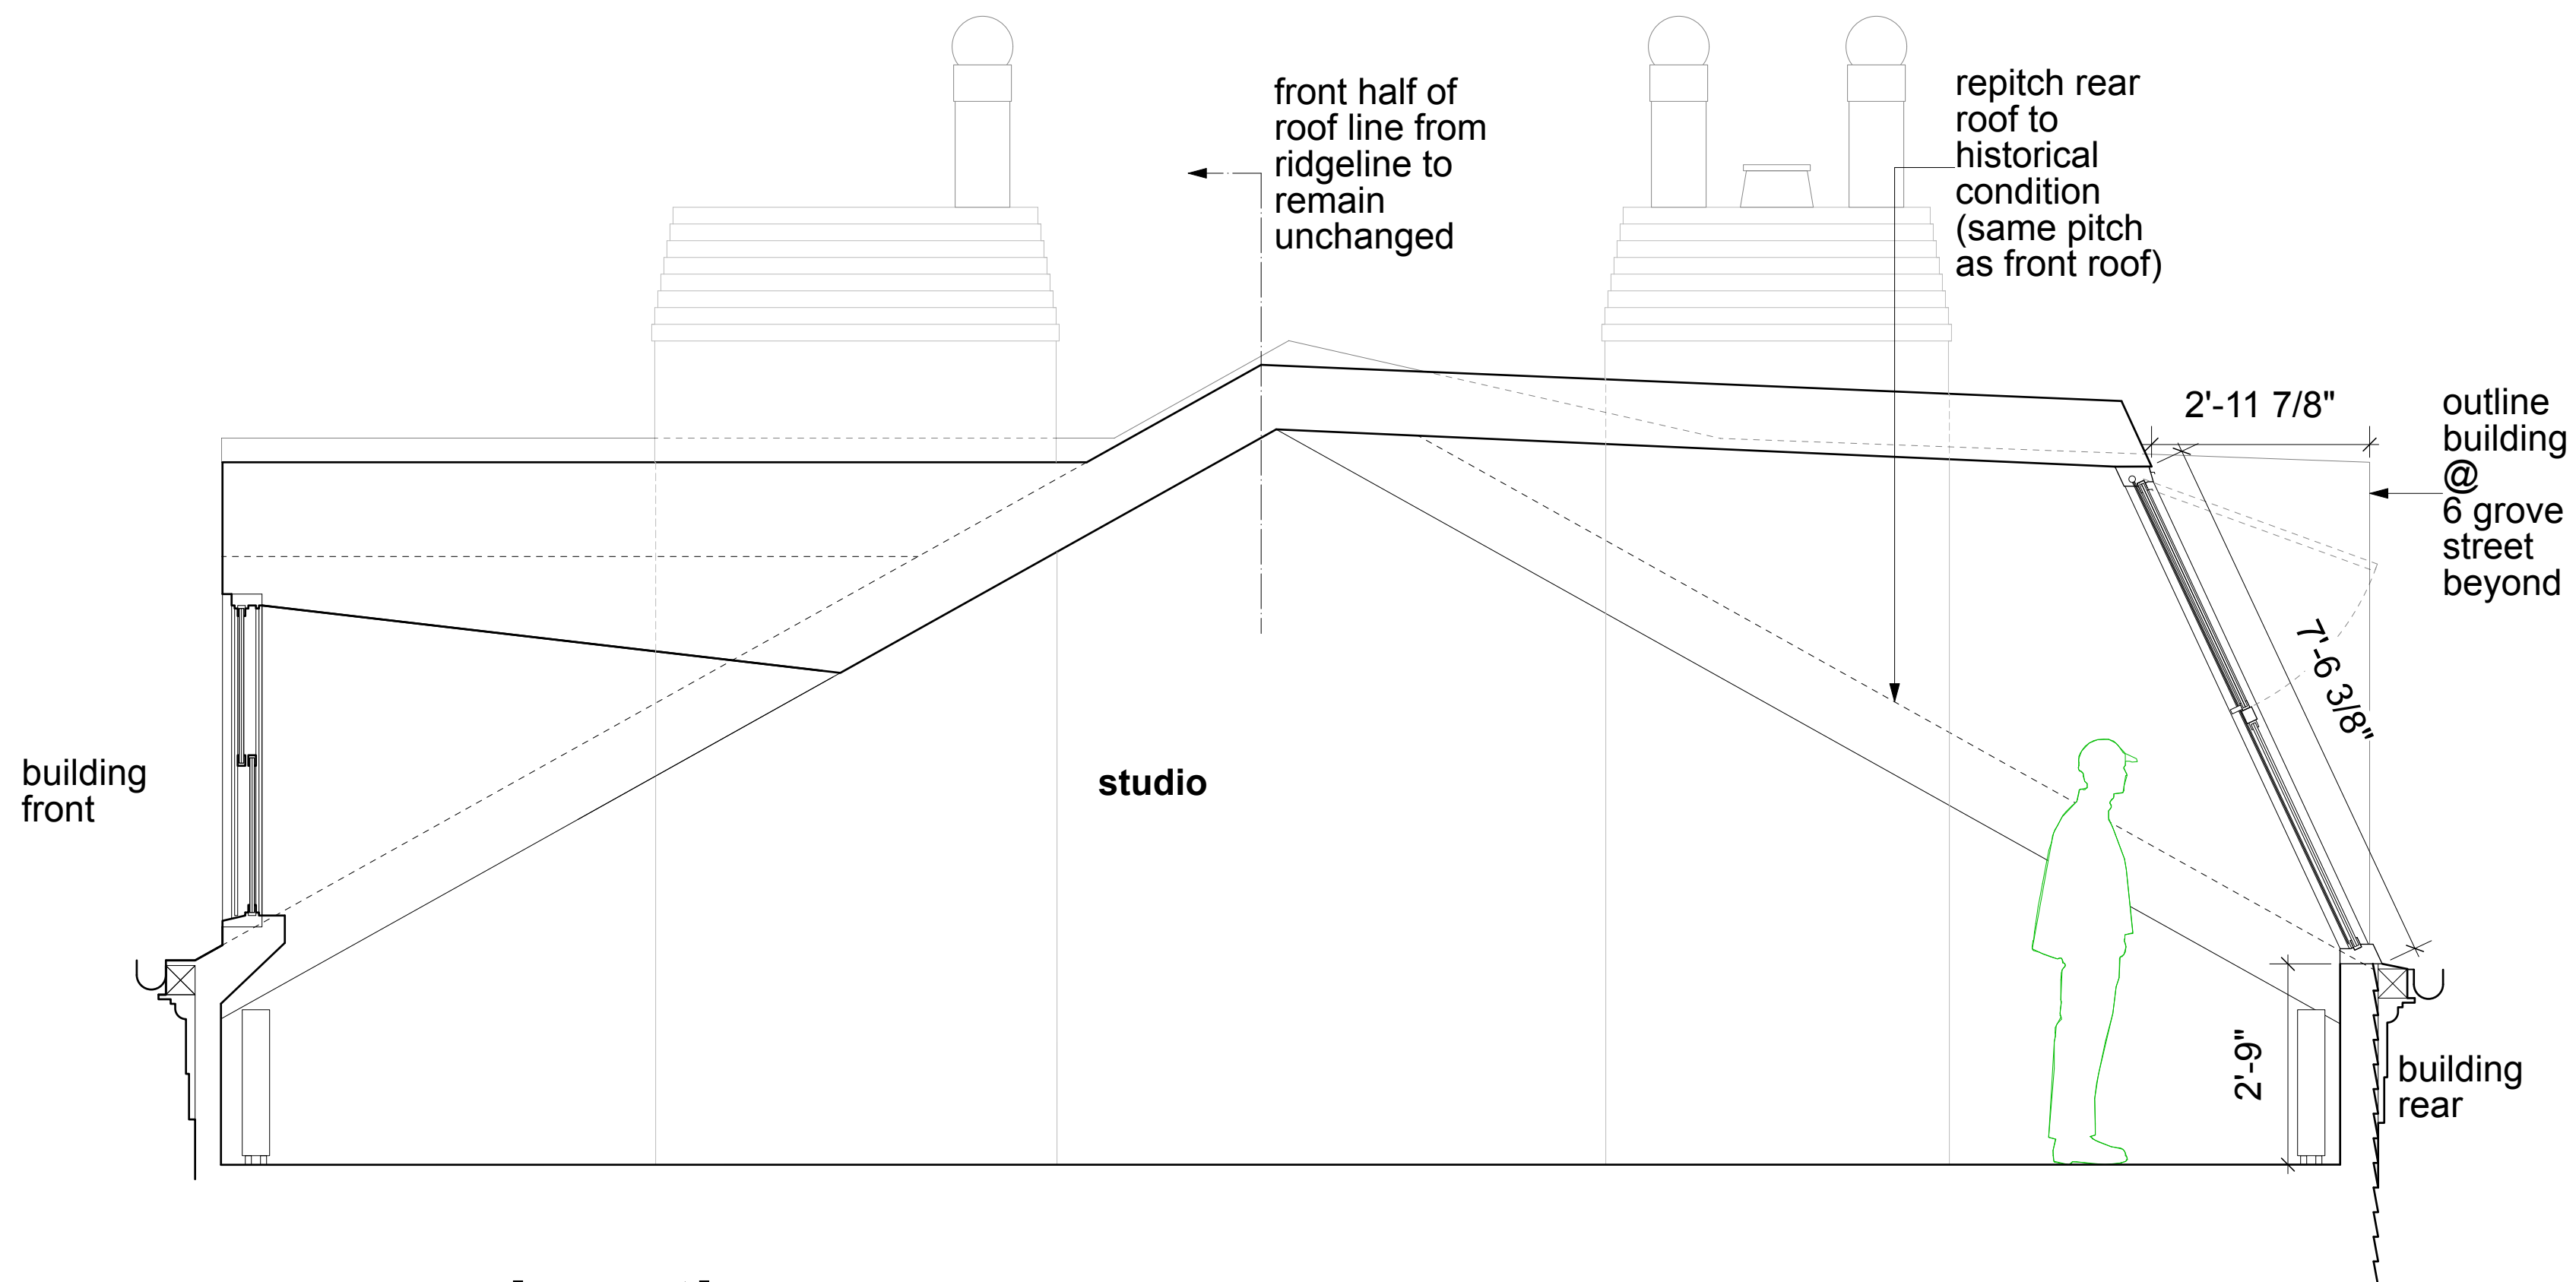 front half of
roof line from
ridgeline to
remain
unchanged
repitch rear
roof to
historical
condition
(same pitch
as front roof)
2'-11 7/8"
outline
building
@
6 grove
street
beyond
7'-6 3/8"
building
front
studio
2'-9"
building
rear